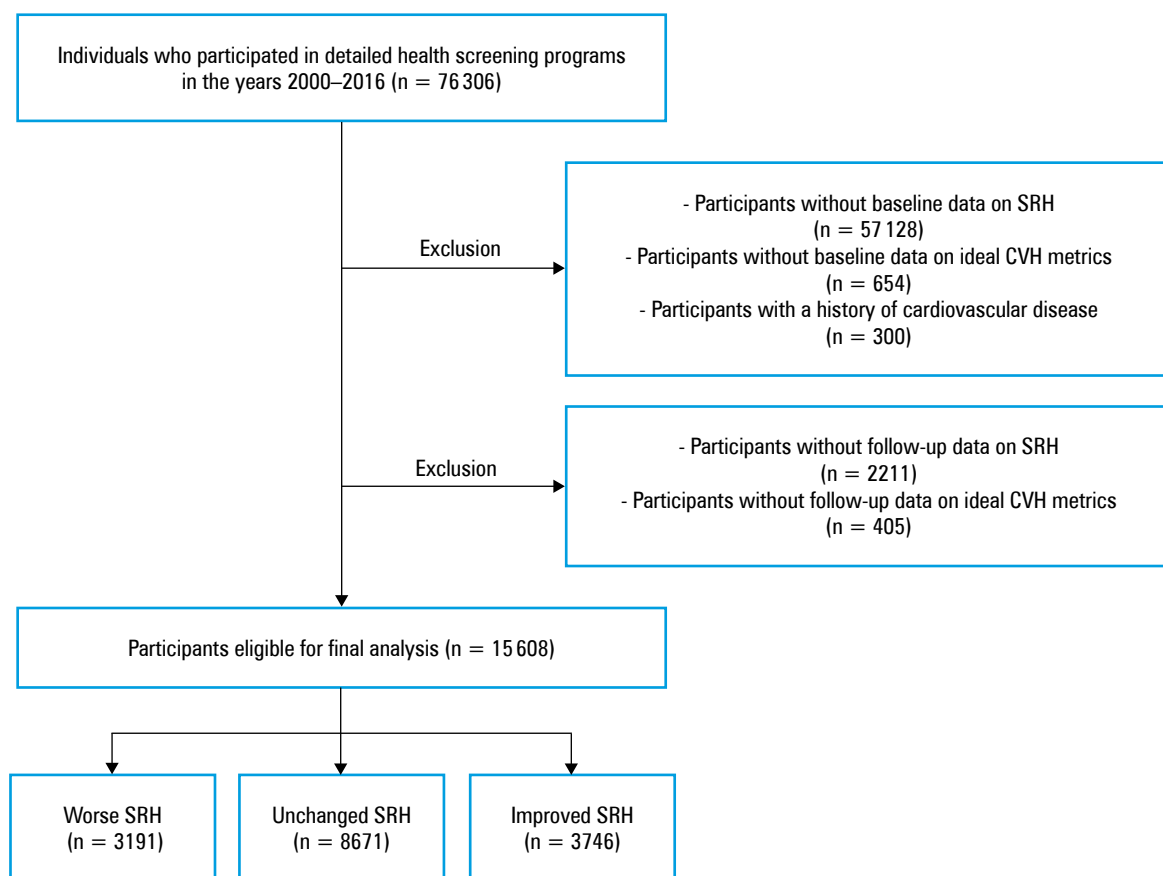 Individuals who participated in detailed health screening programs
in the years 2000–2016 (n = 76 306)
Exclusion
- Participants without baseline data on SRH
(n = 57 128)
- Participants without baseline data on ideal CVH metrics
(n = 654)
- Participants with a history of cardiovascular disease
(n = 300)
Exclusion
- Participants without follow-up data on SRH
(n = 2211)
- Participants without follow-up data on ideal CVH metrics
(n = 405)
Participants eligible for final analysis (n = 15 608)
Worse SRH
(n = 3191)
Unchanged SRH
(n = 8671)
Improved SRH
(n = 3746)